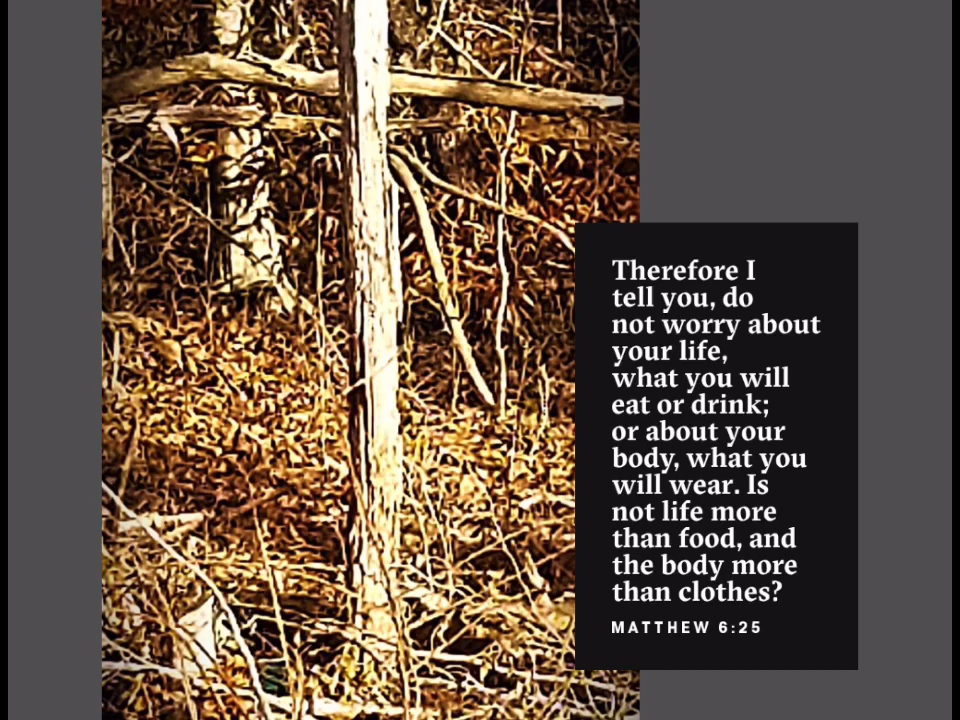 Therefore I
tell you, do
not worry about
your life,
what you will
eat or drink;
or about your
body, what you
will wear. Is
not life more
than food, and
the body more
than clothes?
MATTHEW 6:25